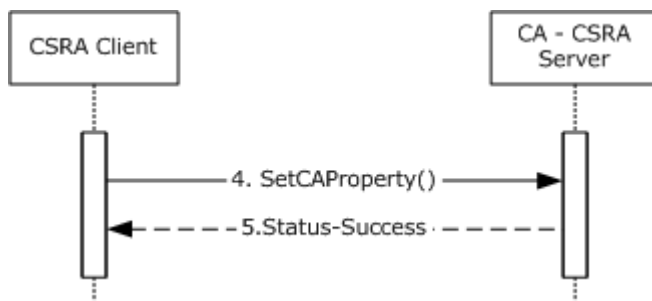 CSRA Client
CA - CSRA
Server
4. SetCAProperty()
5.Status-Success